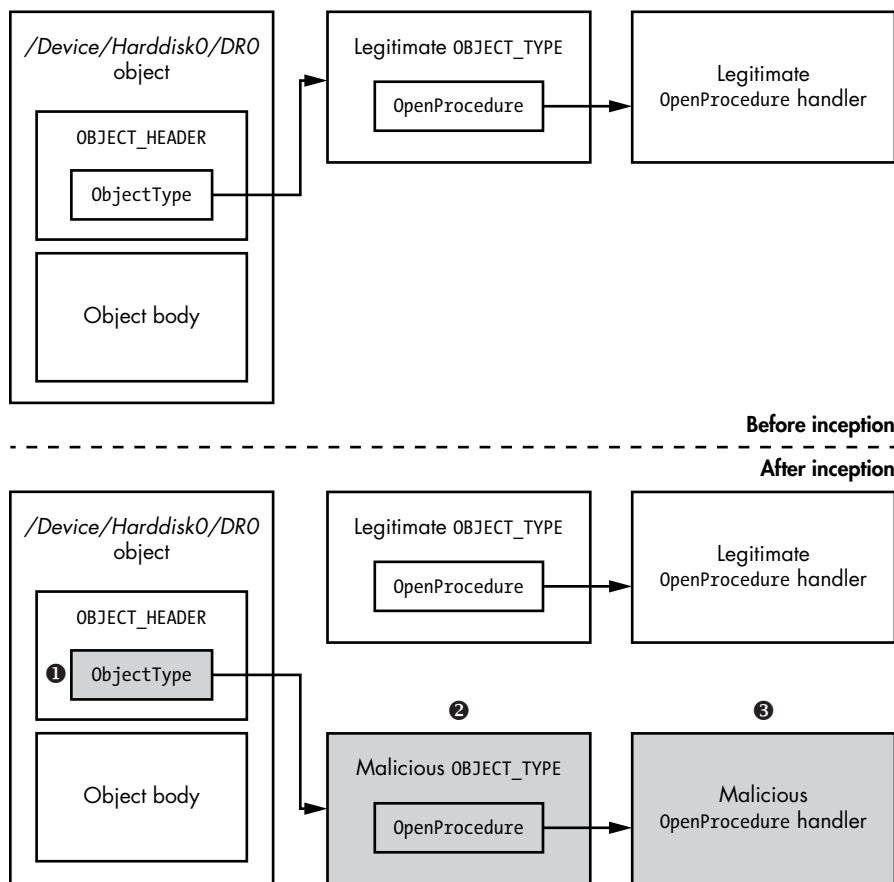 /Device/Harddisk0/DR0
object
OBJECT_HEADER
ObjectType
Object body
Legitimate OBJECT_TYPE
OpenProcedure
Legitimate
OpenProcedure handler
Before inception
After inception
/Device/Harddisk0/DR0
object
OBJECT_HEADER
❶ ObjectType
Object body
Legitimate OBJECT_TYPE
OpenProcedure
Legitimate
OpenProcedure handler
❷
Malicious OBJECT_TYPE
OpenProcedure
❸
Malicious
OpenProcedure handler